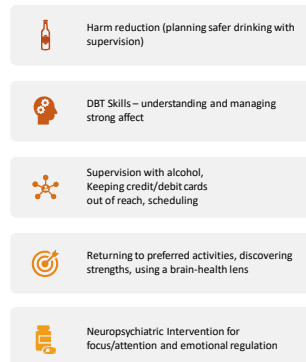 Harm reduction (planning safer drinking with
supervision)
DBT Skills – understanding and managing
strong affect
Supervision with alcohol,
Keeping credit/debit cards
out of reach, scheduling
Returning to preferred activities, discovering
strengths, using a brain-health lens
Neuropsychiatric Intervention for
focus/attention and emotional regulation